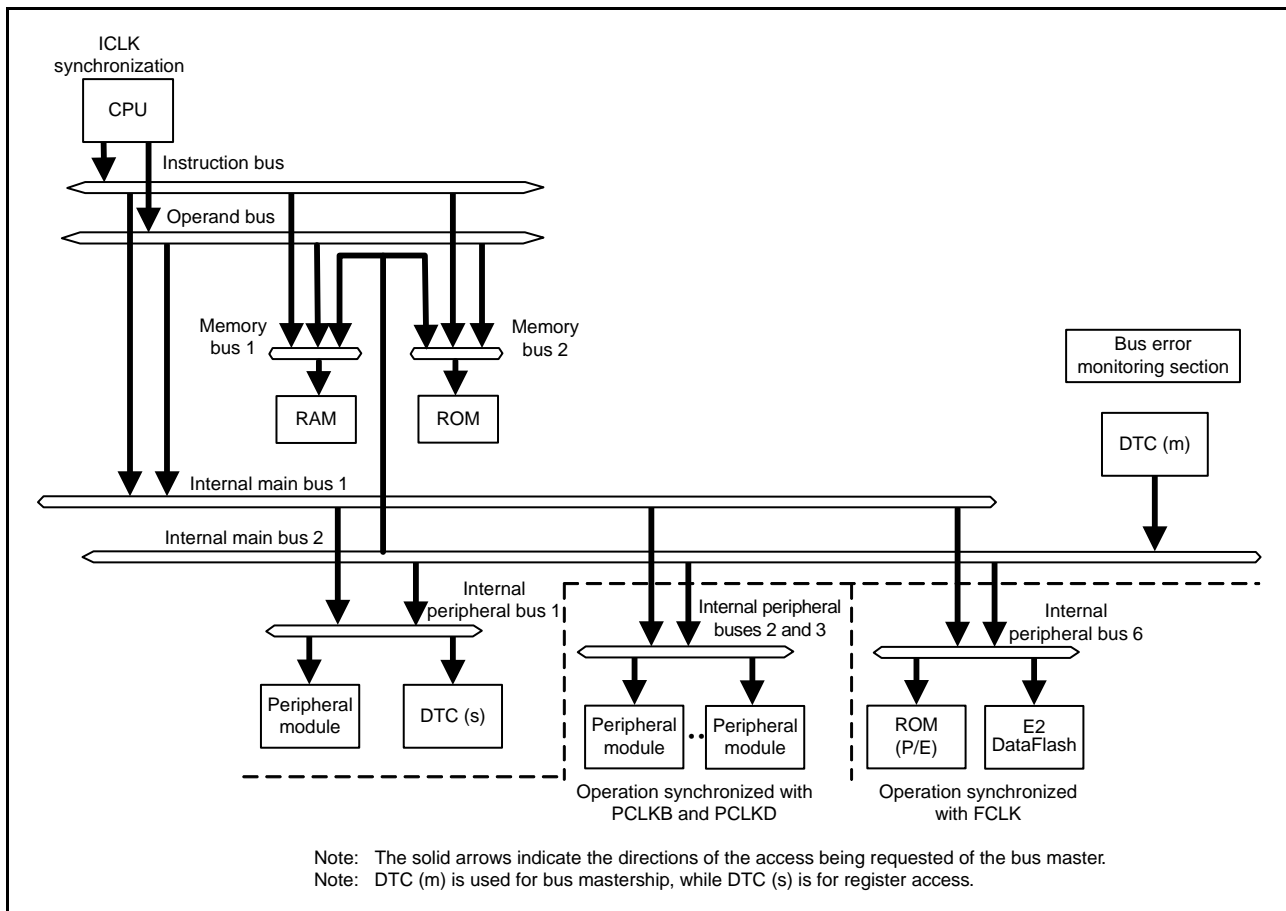 ICLK
synchronization
CPU
Instruction bus
Operand bus
Memory
bus 1
Memory
bus 2
RAM
ROM
Bus error
monitoring section
DTC (m)
Internal main bus 1
Internal main bus 2
Internal
peripheral bus 1
Internal peripheral
buses 2 and 3
Internal
peripheral bus 6
Peripheral
module
DTC (s)
Peripheral
module
Peripheral
module
ROM
(P/E)
E2
DataFlash
Operation synchronized with
PCLKB and PCLKD
Operation synchronized
with FCLK
Note: The solid arrows indicate the directions of the access being requested of the bus master.
Note: DTC (m) is used for bus mastership, while DTC (s) is for register access.